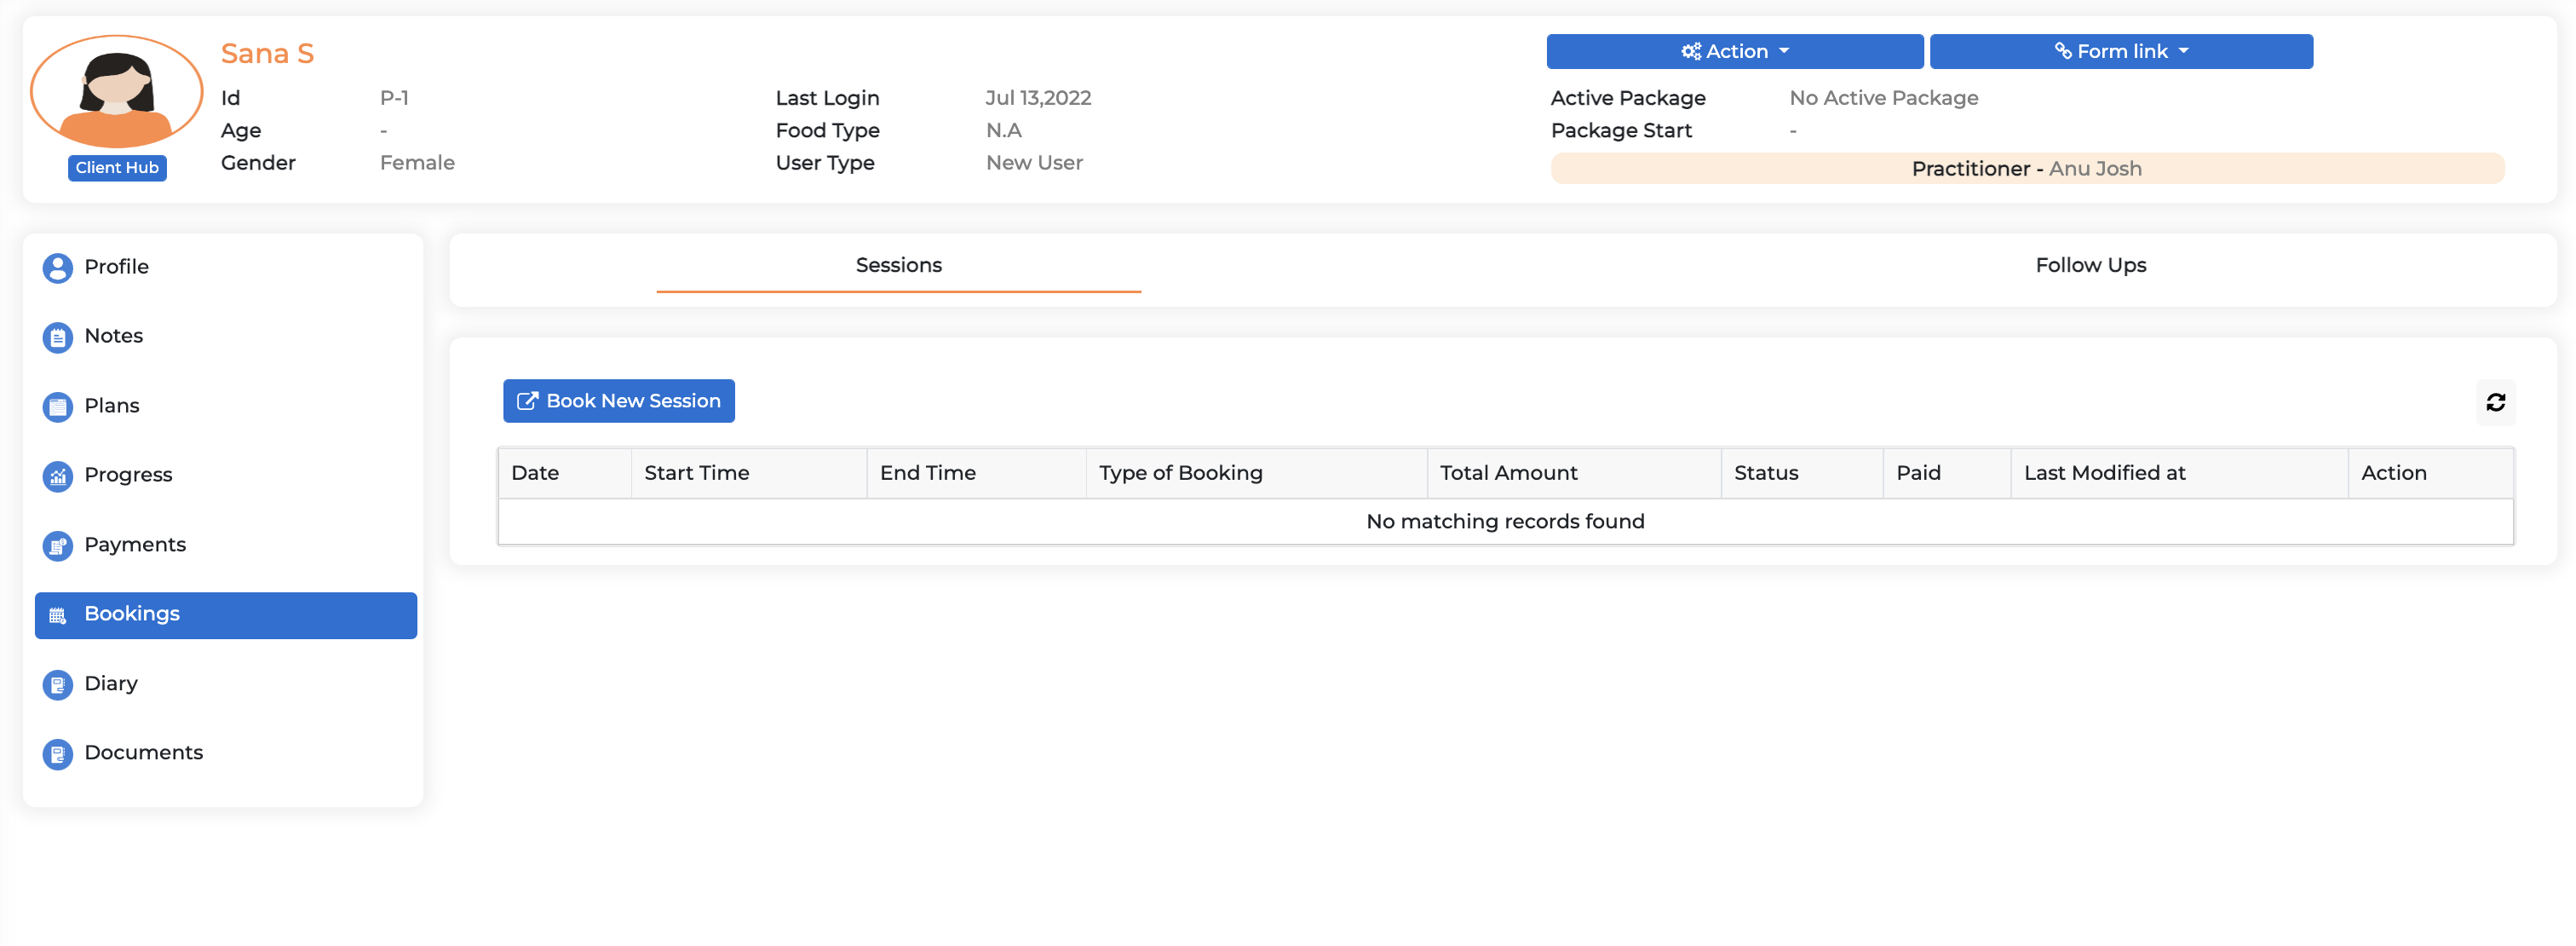 Sana S
Action
Form link
Id P-1
Last Login Jul 13,2022
Active Package No Active Package
Age -
Food Type N.A
Package Start -
Gender Female
User Type New User
Practitioner - Anu Josh
Client Hub
Profile
Notes
Plans
Progress
Payments
Bookings
Diary
Documents
Sessions
Follow Ups
Book New Session
Date Start Time End Time Type of Booking Total Amount Status Paid Last Modified at Action
No matching records found